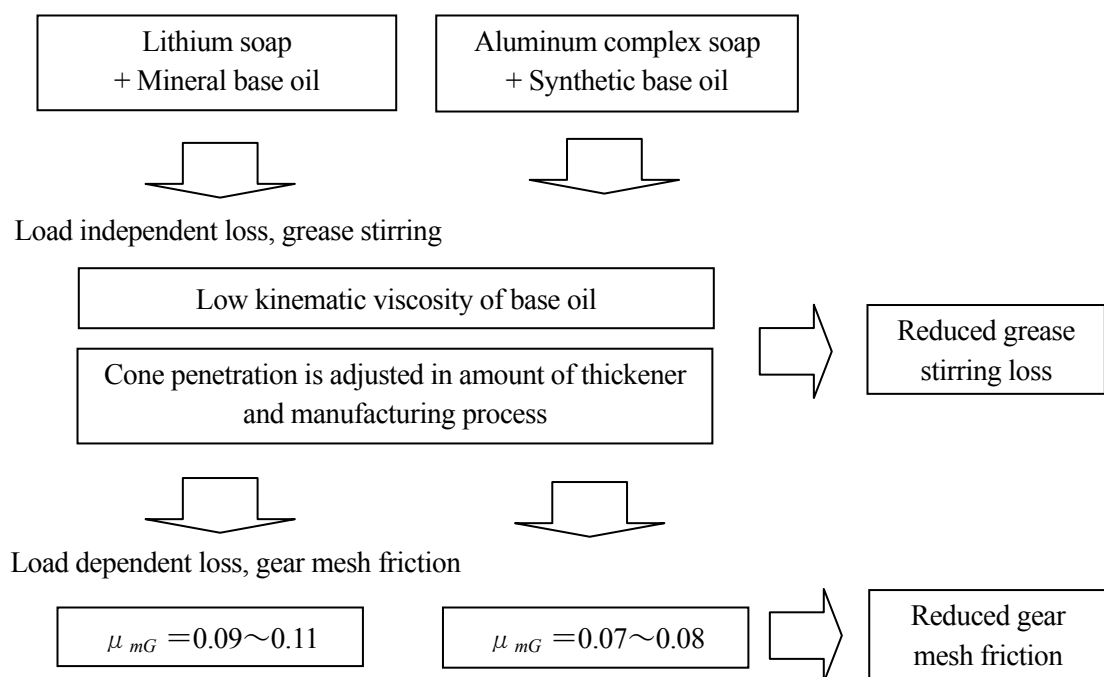 Lithium soap
+ Mineral base oil
Aluminum complex soap
+ Synthetic base oil
Load independent loss, grease stirring
Low kinematic viscosity of base oil
Cone penetration is adjusted in amount of thickener
and manufacturing process
Reduced grease
stirring loss
Load dependent loss, gear mesh friction
μ mG =0.09～0.11
μ mG =0.07～0.08
Reduced gear
mesh friction